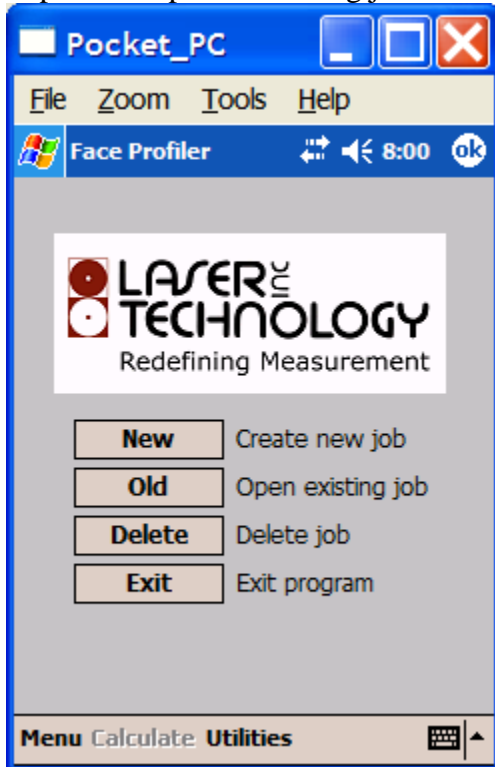 Pocket_PC
File Zoom Tools Help
Face Profiler 8:00 ok
LASER INC
TECHNOLOGY
Redefining Measurement
New Create new job
Old Open existing job
Delete Delete job
Exit Exit program
Menu Calculate Utilities